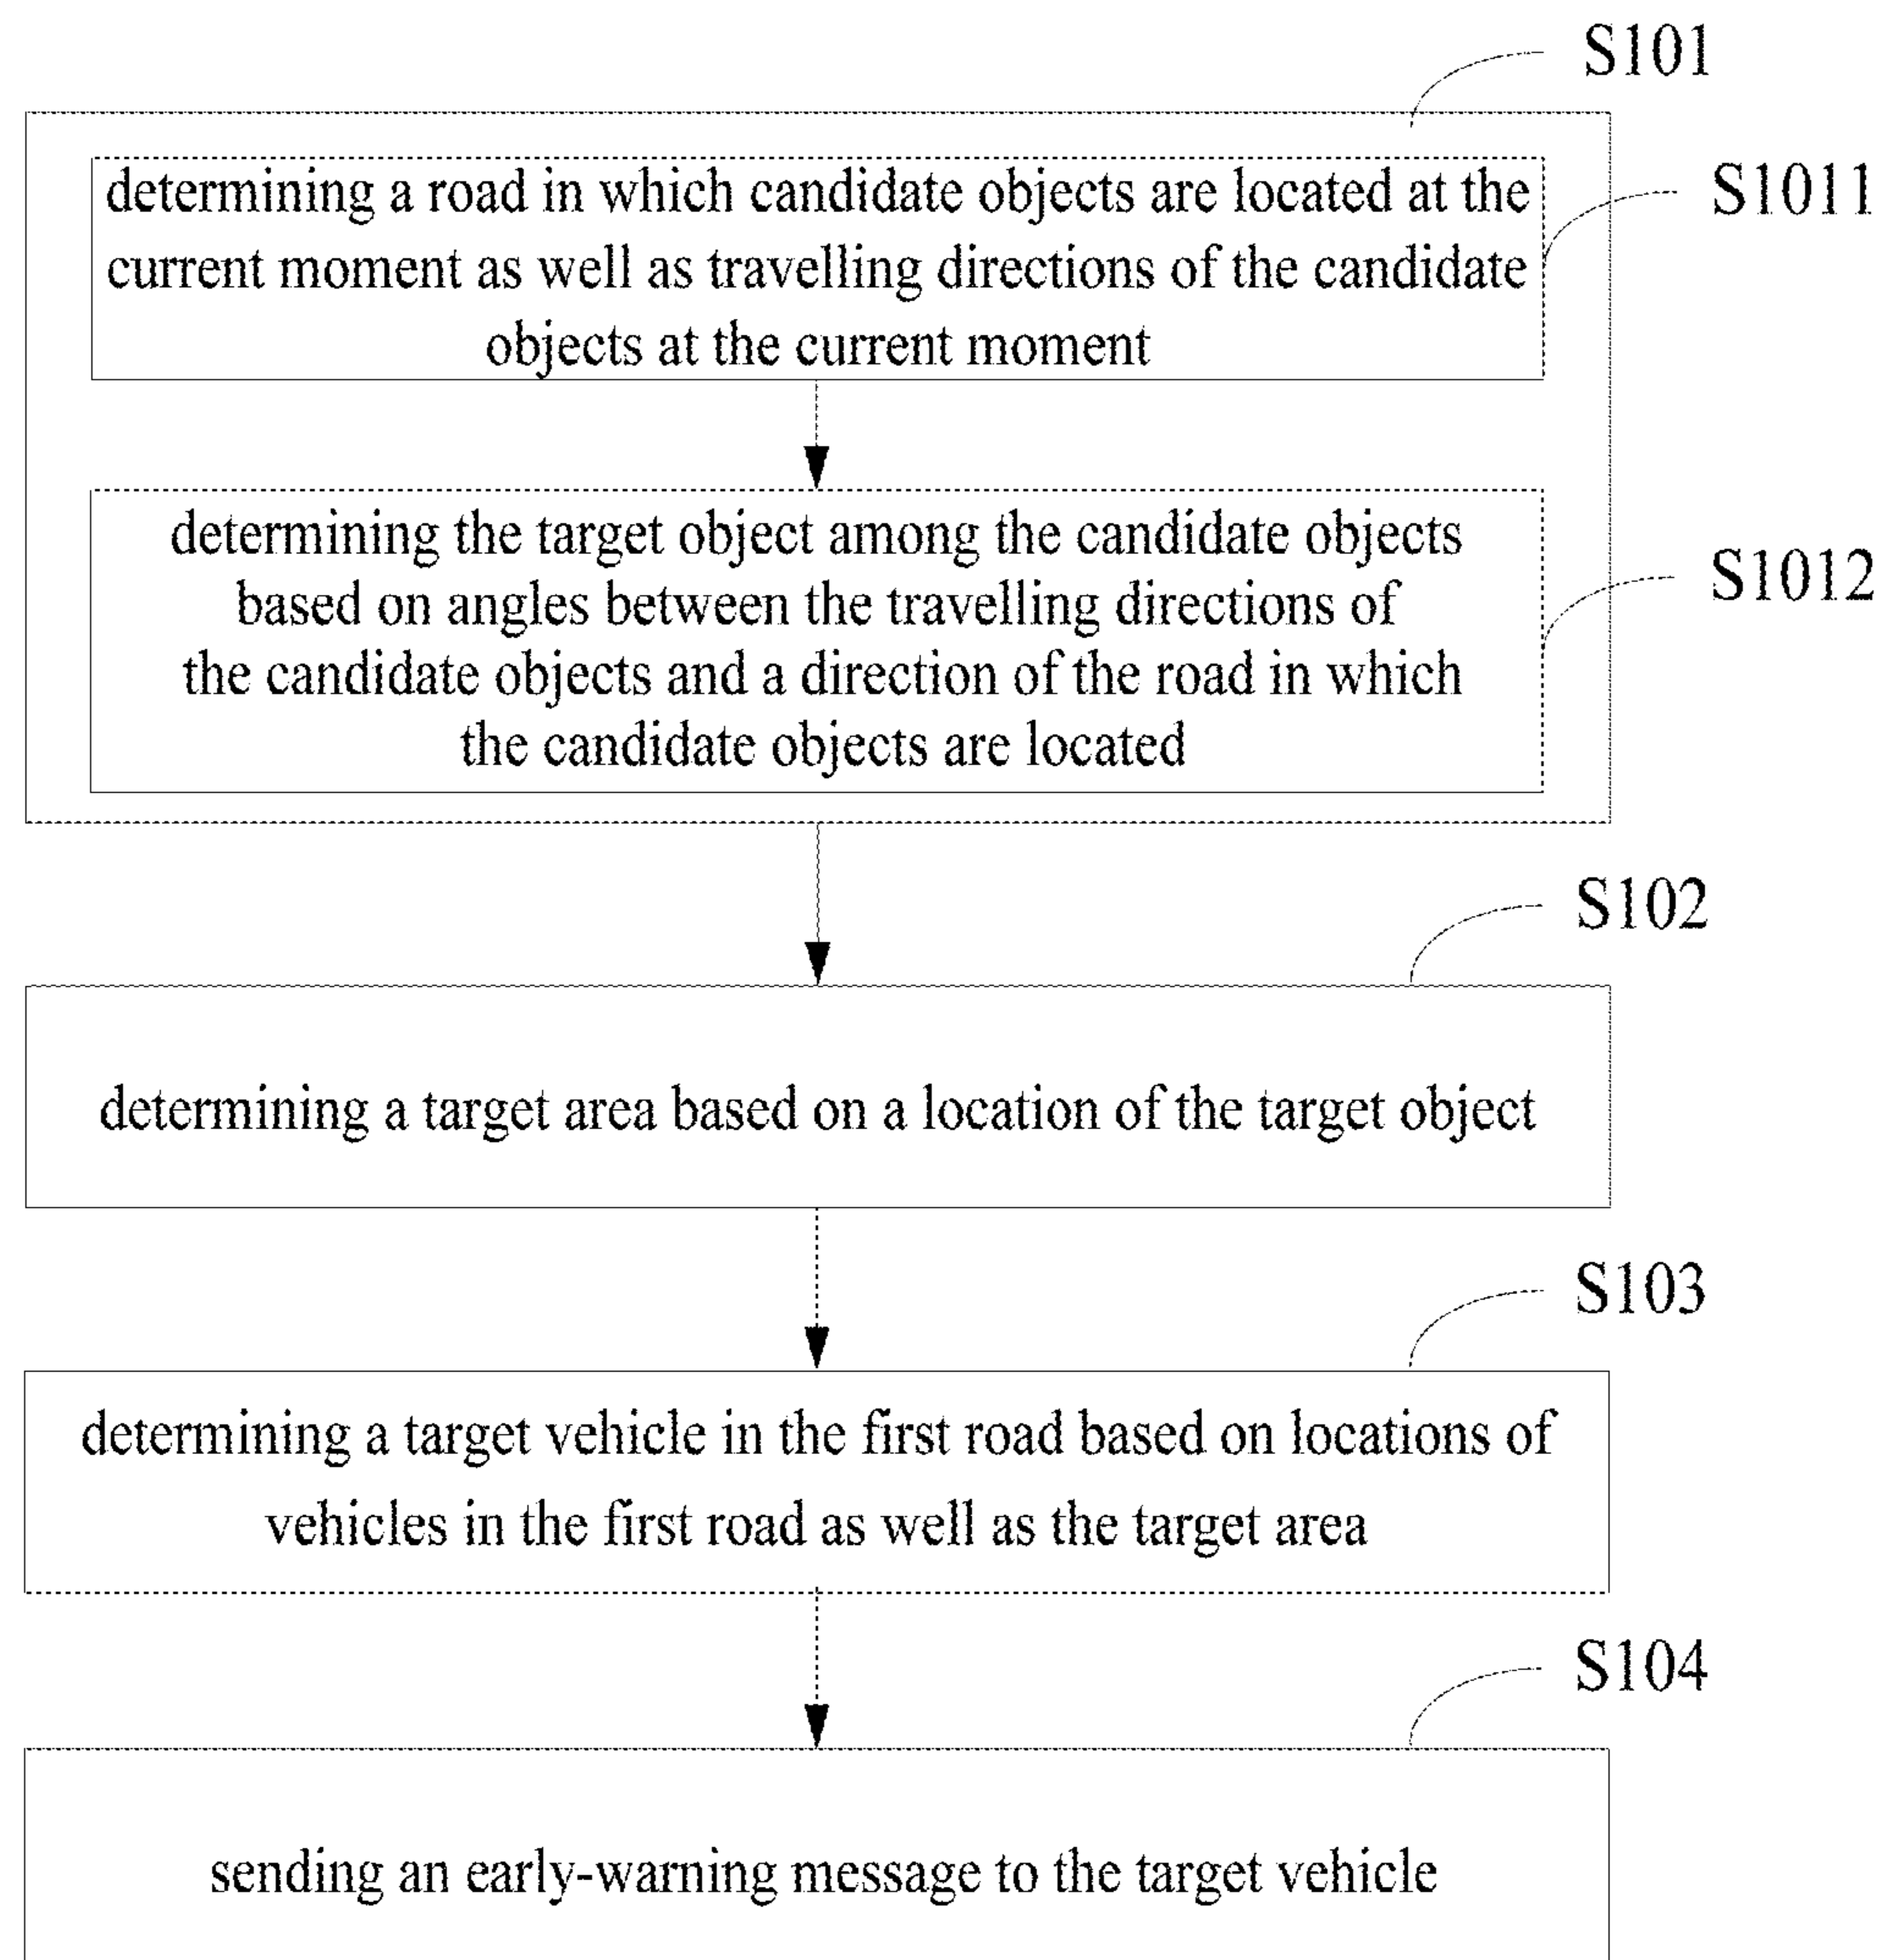 S101
determining a road in which candidate objects are located at the
current moment as well as travelling directions of the candidate
objects at the current moment
S1011
determining the target object among the candidate objects
based on angles between the travelling directions of
the candidate objects and a direction of the road in which
the candidate objects are located
S1012
S102
determining a target area based on a location of the target object
S103
determining a target vehicle in the first road based on locations of
vehicles in the first road as well as the target area
S104
sending an early-warning message to the target vehicle